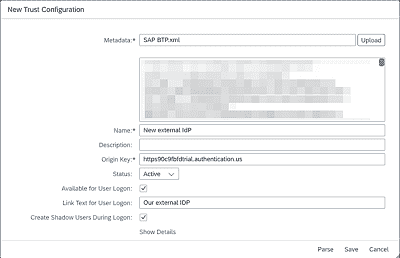 New Trust Configuration
Metadata:* SAP BTP.xml Upload
Name:* New external IdP
Description:
Origin Key:* https90c9fbfdtrial.authentication.us
Status: Active
Available for User Logon:
Link Text for User Logon: Our external IDP
Create Shadow Users During Logon:
Show Details
Parse Save Cancel